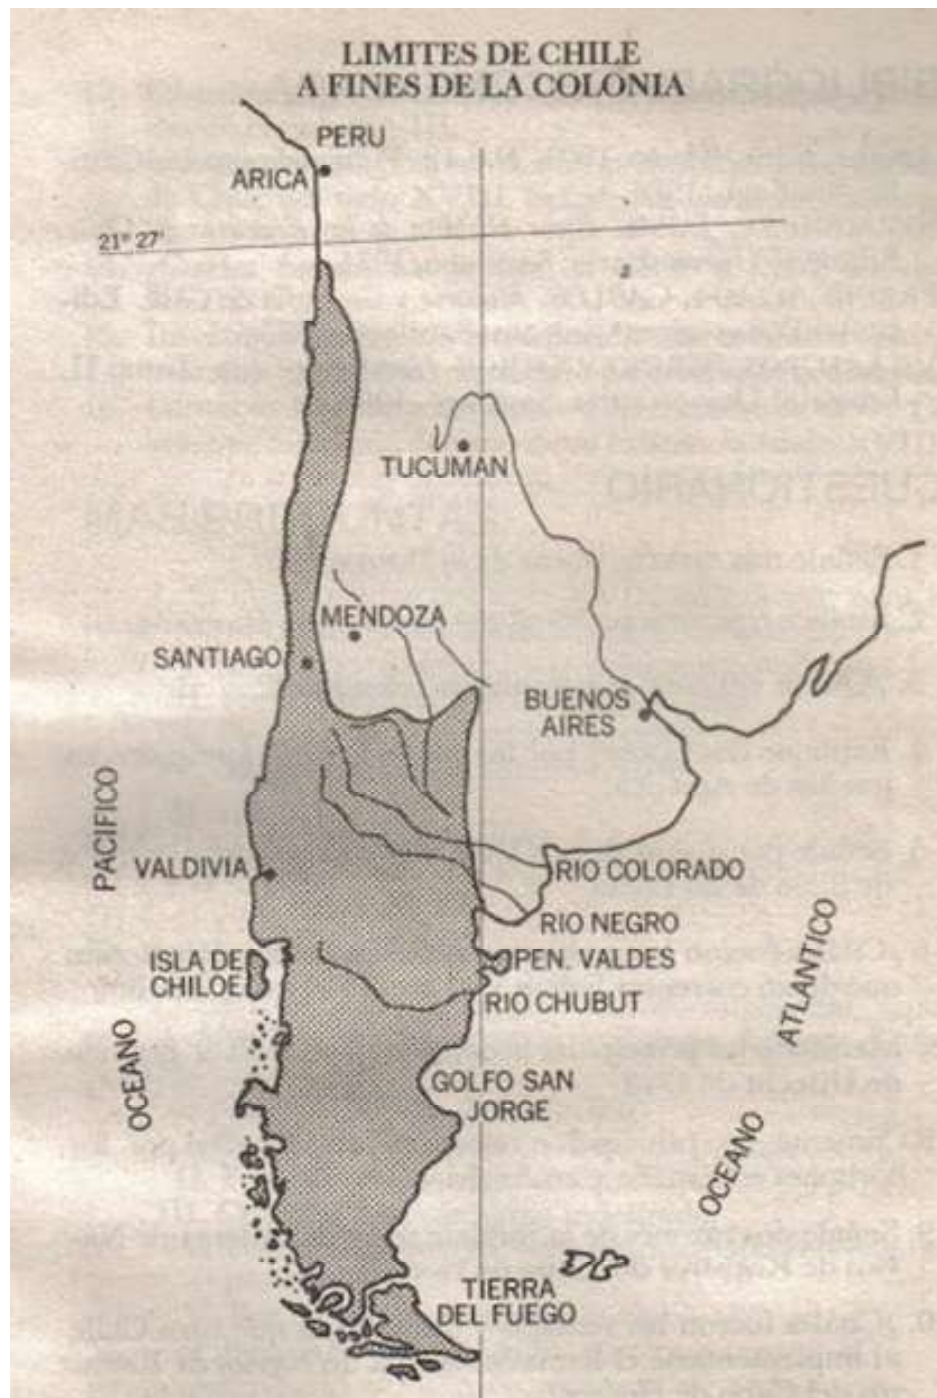 LIMITES DE CHILE
A FINES DE LA COLONIA
PERU
ARICA
21° 27'
TUCUMAN
MENDOZA
SANTIAGO
BUENOS
AIRES
PACIFICO
VALDIVIA
RIO COLORADO
RIO NEGRO
ISLA DE
CHILOE
PEN. VALDES
RIO CHUBUT
ATLANTICO
OCEANO
GOLFO SAN
JORGE
OCEANO
TIERRA
DEL FUEGO